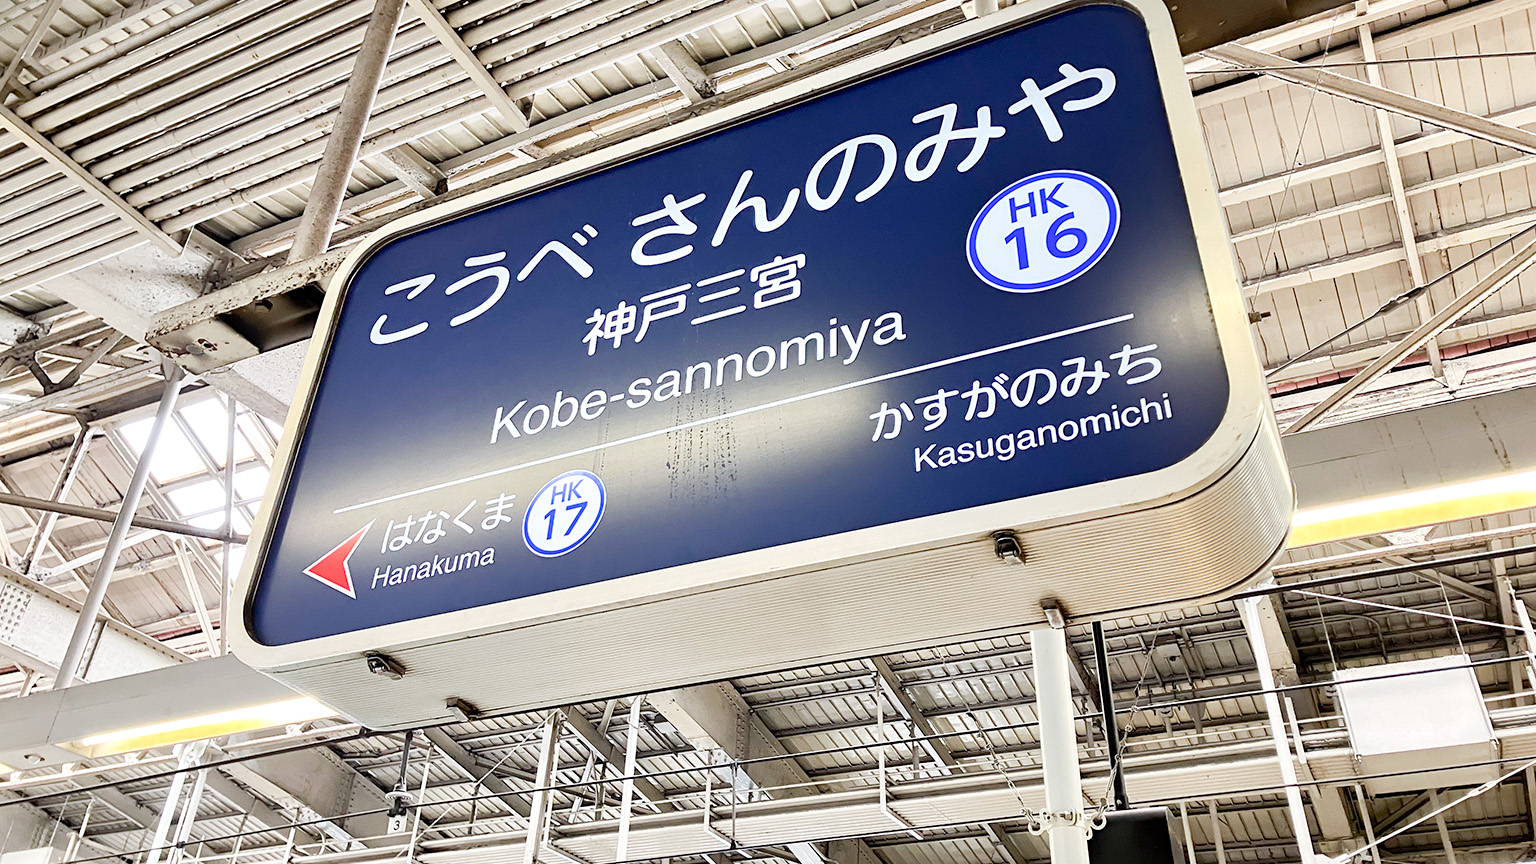 こうべ さんのみや
HK
16
神戸三宮
Kobe-sannomiya
はなくま
Hanakuma
HK
17
かすがのみち
Kasuganomichi
3